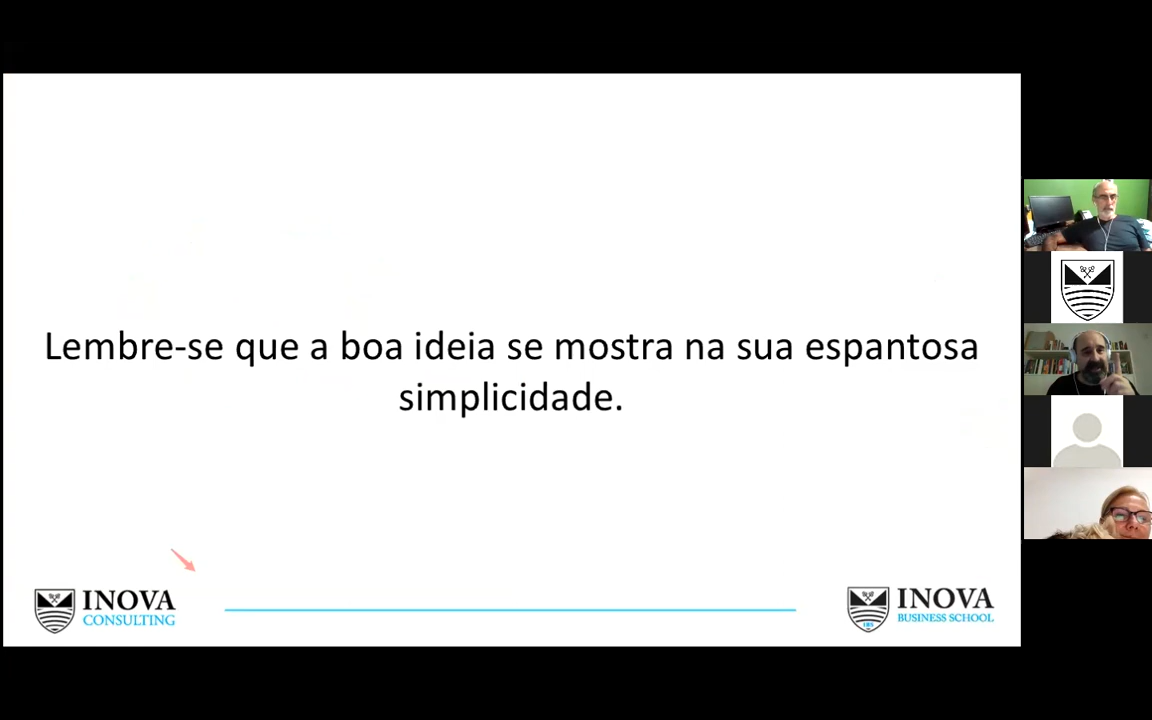 Lembre-se que a boa ideia se mostra na sua espantosa
simplicidade.
INOVA
CONSULTING
INOVA
BUSINESS SCHOOL